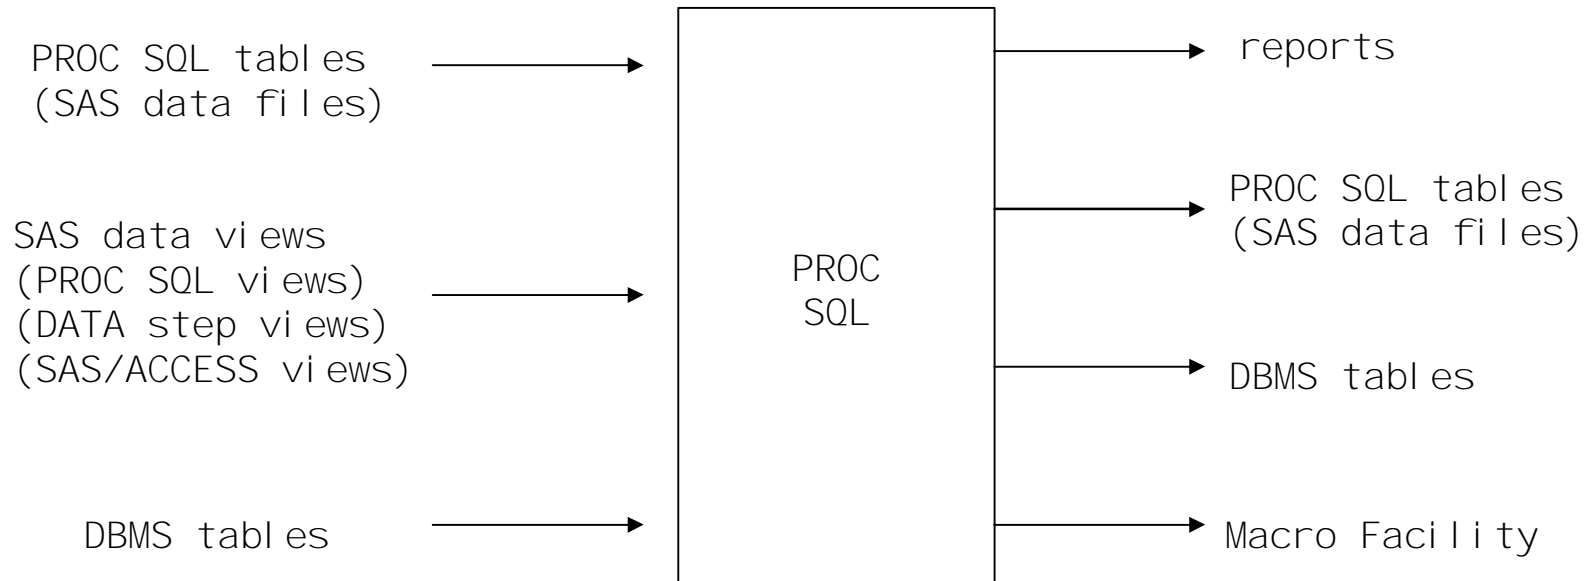 PROC SQL tables
(SAS data files)
SAS data views
(PROC SQL views)
(DATA step views)
(SAS/ACCESS views)
DBMS tables
PROC
SQL
reports
PROC SQL tables
(SAS data files)
DBMS tables
Macro Facility